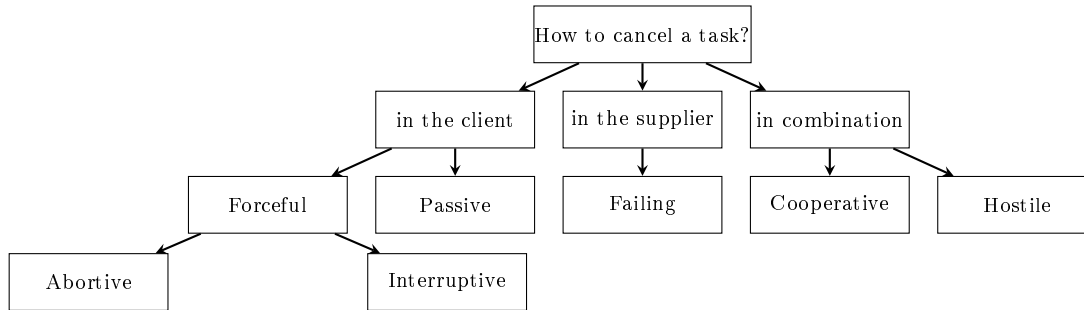 How to cancel a task?
in the client
in the supplier
in combination
Forceful
Passive
Failing
Cooperative
Hostile
Abortive
Interruptive